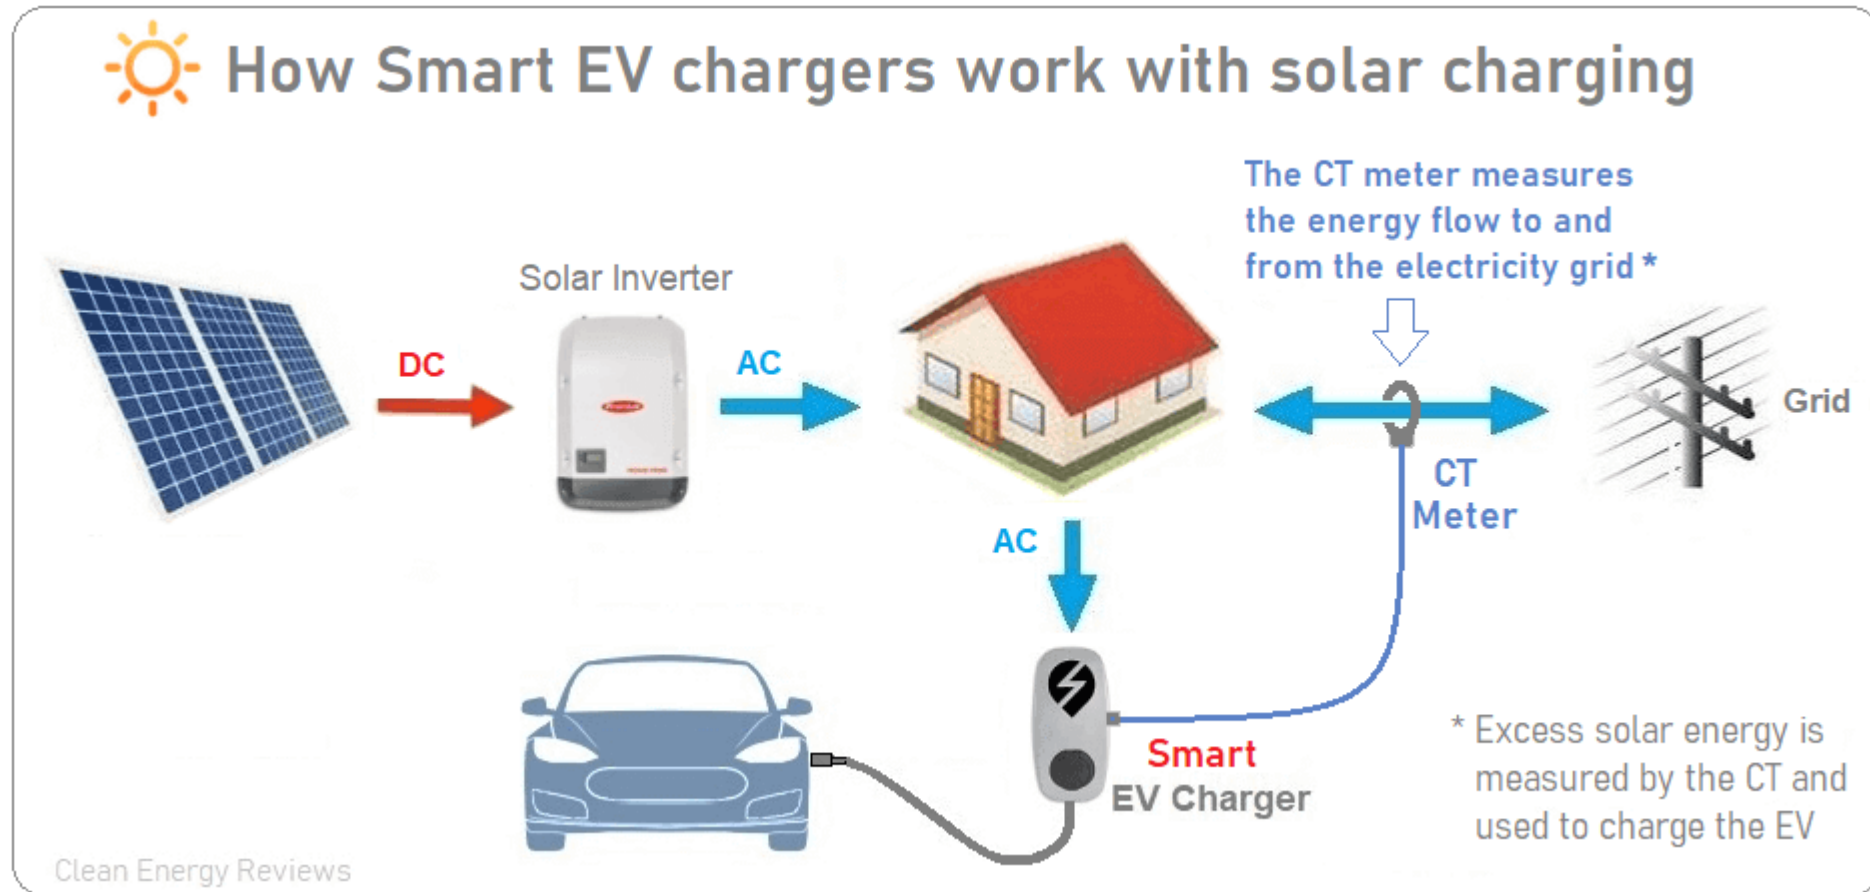 How Smart EV chargers work with solar charging
The CT meter measures
the energy flow to and
from the electricity grid *
Solar Inverter
DC
AC
Grid
CT
Meter
AC
Smart
EV Charger
* Excess solar energy is
measured by the CT and
used to charge the EV
Clean Energy Reviews